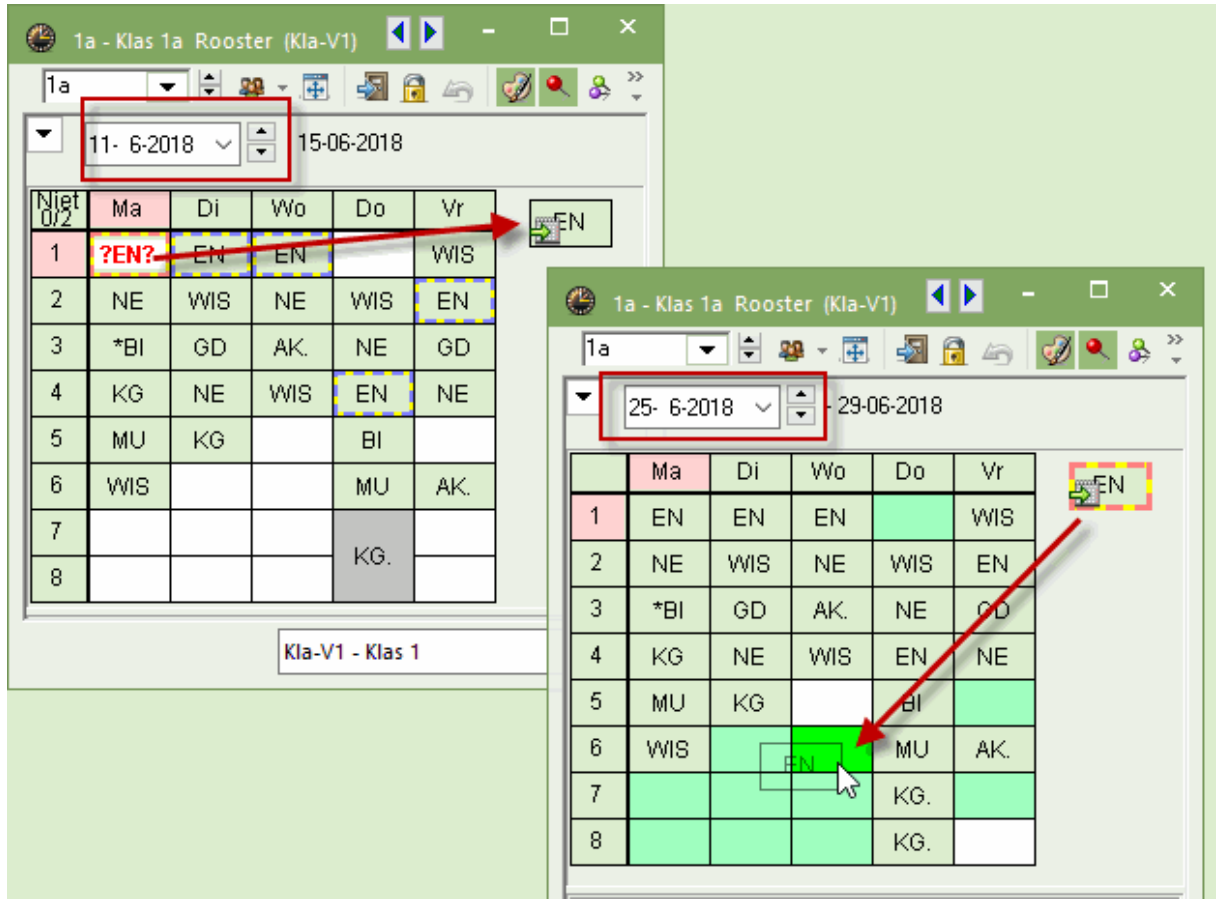 1a - Klas 1a Rooster (Kla-V1)
1a
11- 6-2018 15-06-2018
Niet 0/2 Ma Di Wo Do Vr
EN
1 ?EN? EN EN WIS
2 NE WIS NE WIS EN
3 *BI GD AK. NE GD
4 KG NE WIS EN NE
5 MU KG BI
6 WIS MU AK.
7
KG.
8
Kla-V1 - Klas 1
1a - Klas 1a Rooster (Kla-V1)
1a
25- 6-2018 - 29-06-2018
Ma Di Wo Do Vr
EN
1 EN EN EN WIS
2 NE WIS NE WIS EN
3 *BI GD AK. NE GD
4 KG NE WIS EN NE
5 MU KG BI
6 WIS MU AK.
EN
7 KG.
8 KG.